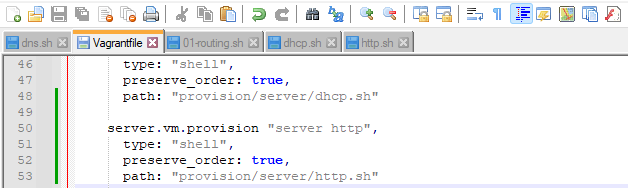 dns.sh Vagrantfile 01-routing.sh dhcp.sh http.sh
46 type: "shell",
47 preserve_order: true,
48 path: "provision/server/dhcp.sh"
49
50 server.vm.provision "server http",
51 type: "shell",
52 preserve_order: true,
53 path: "provision/server/http.sh"